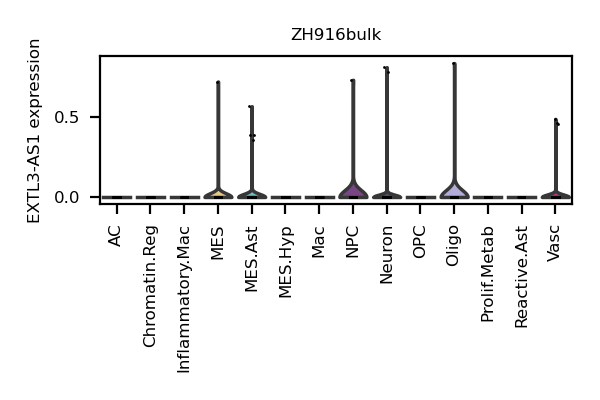 ZH916bulk
EXTL3-AS1 expression
0.5
0.0
AC
Chromatin.Reg
Inflammatory.Mac
MES
MES.Ast
MES.Hyp
Mac
NPC
Neuron
OPC
Oligo
Prolif.Metab
Reactive.Ast
Vasc